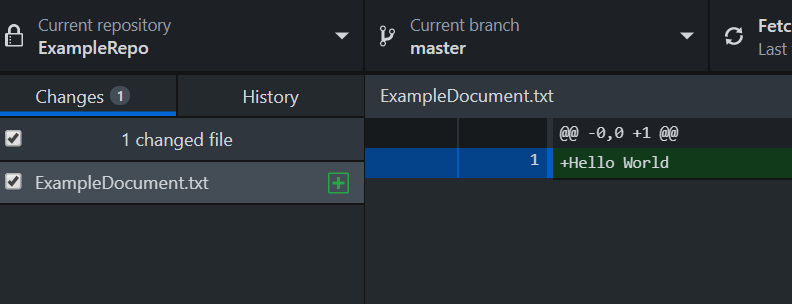 Current repository
ExampleRepo
Current branch
master
Fetc
Last
Changes 1
History
ExampleDocument.txt
1 changed file
@@ -0,0 +1 @@
ExampleDocument.txt
1 +Hello World